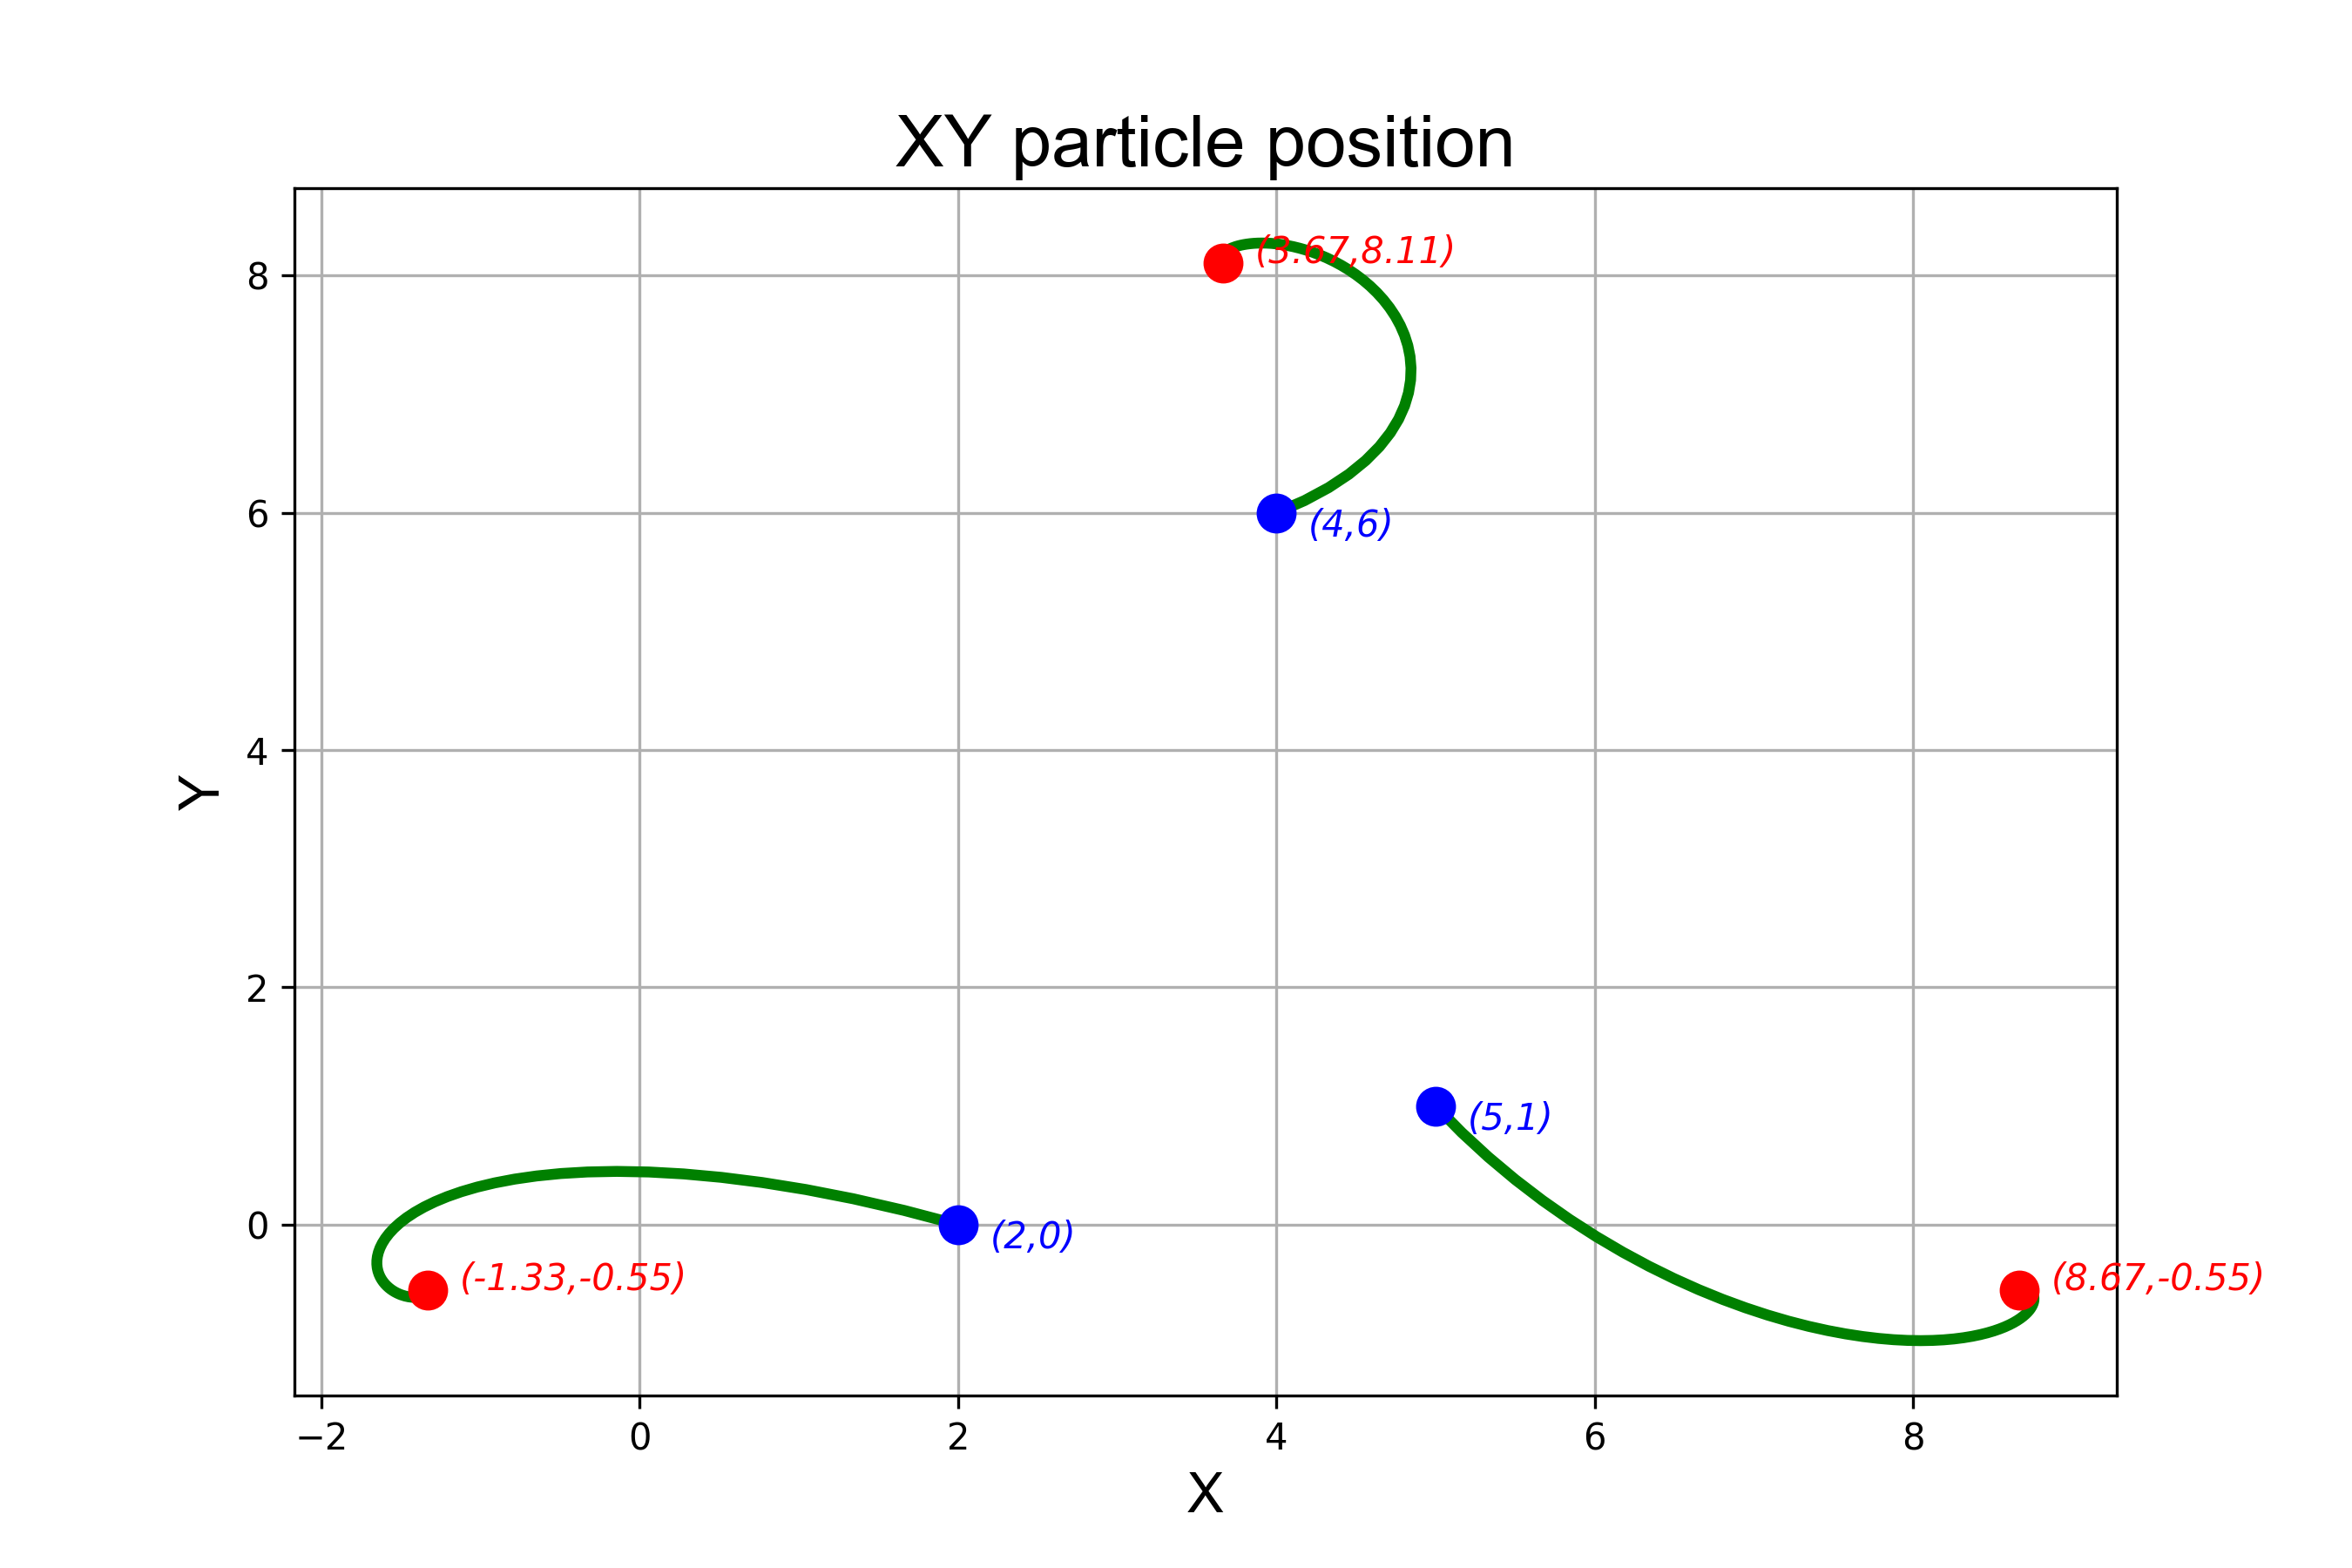 XY particle position
8
(3.67,8.11)
6
(4,6)
4
Y
2
(5,1)
0
(2,0)
(-1.33,-0.55)
(8.67,-0.55)
−2 0 2 4 6 8
X